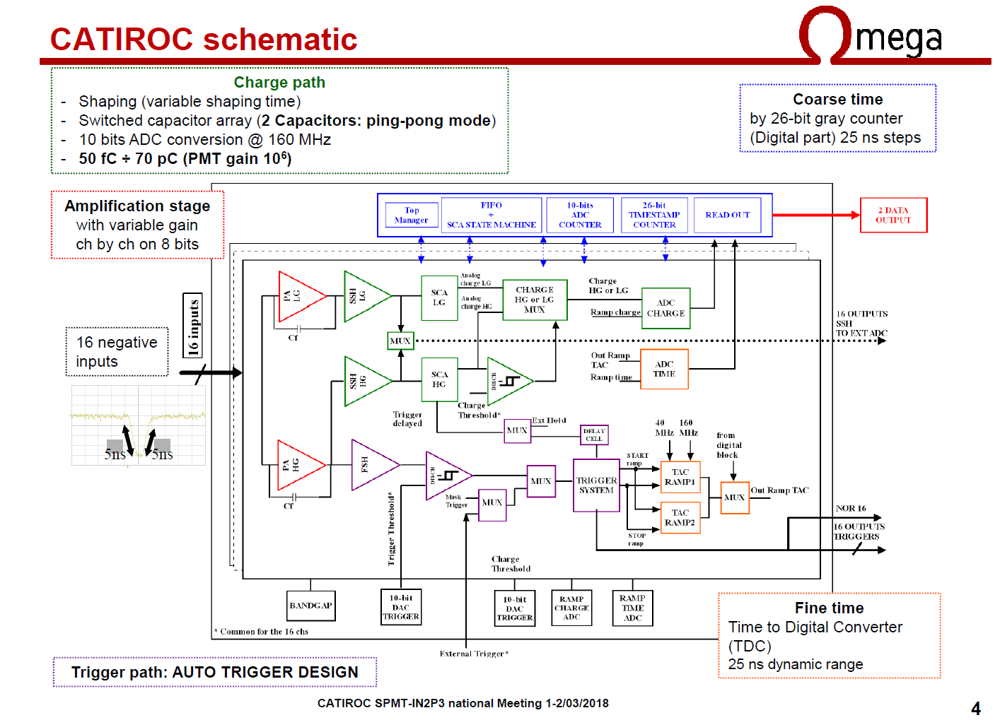 CATIROC schematic
Omega
Charge path
- Shaping (variable shaping time)
- Switched capacitor array (2 Capacitors: ping-pong mode)
- 10 bits ADC conversion @ 160 MHz
- 50 fC ÷ 70 pC (PMT gain 10⁶)
Coarse time
by 26-bit gray counter
(Digital part) 25 ns steps
Amplification stage
with variable gain
ch by ch on 8 bits
Top
Manager
FIFO
+
SCA STATE MACHINE
10-bits
ADC
COUNTER
26-bit
TIMESTAMP
COUNTER
READ OUT
2 DATA
OUTPUT
16 negative
inputs
16 inputs
5ns
5ns
PA
LG
Cf
SSH
LG
SCA
LG
Analog
charge LG
Analog
charge HG
CHARGE
HG or LG
MUX
Charge
HG or LG
Ramp charge
ADC
CHARGE
MUX
16 OUTPUTS
SSH
TO EXT ADC
SSH
HG
SCA
HG
DISCR
Charge
Threshold*
Out Ramp
TAC
Ramp time
ADC
TIME
Trigger
delayed
MUX
Ext Hold
DELAY
CELL
40
MHz
160
MHz
from
digital
block
PA
HG
Cf
FSH
DISCR
Trigger Threshold*
Mask
Trigger
MUX
MUX
TRIGGER
SYSTEM
START
ramp
STOP
ramp
TAC
RAMP1
TAC
RAMP2
MUX
Out Ramp TAC
NOR 16
16 OUTPUTS
TRIGGERS
Charge
Threshold
BANDGAP
10-bit
DAC
TRIGGER
10-bit
DAC
TRIGGER
RAMP
CHARGE
ADC
RAMP
TIME
ADC
* Common for the 16 chs
External Trigger*
Fine time
Time to Digital Converter
(TDC)
25 ns dynamic range
Trigger path: AUTO TRIGGER DESIGN
CATIROC SPMT-IN2P3 national Meeting 1-2/03/2018
4